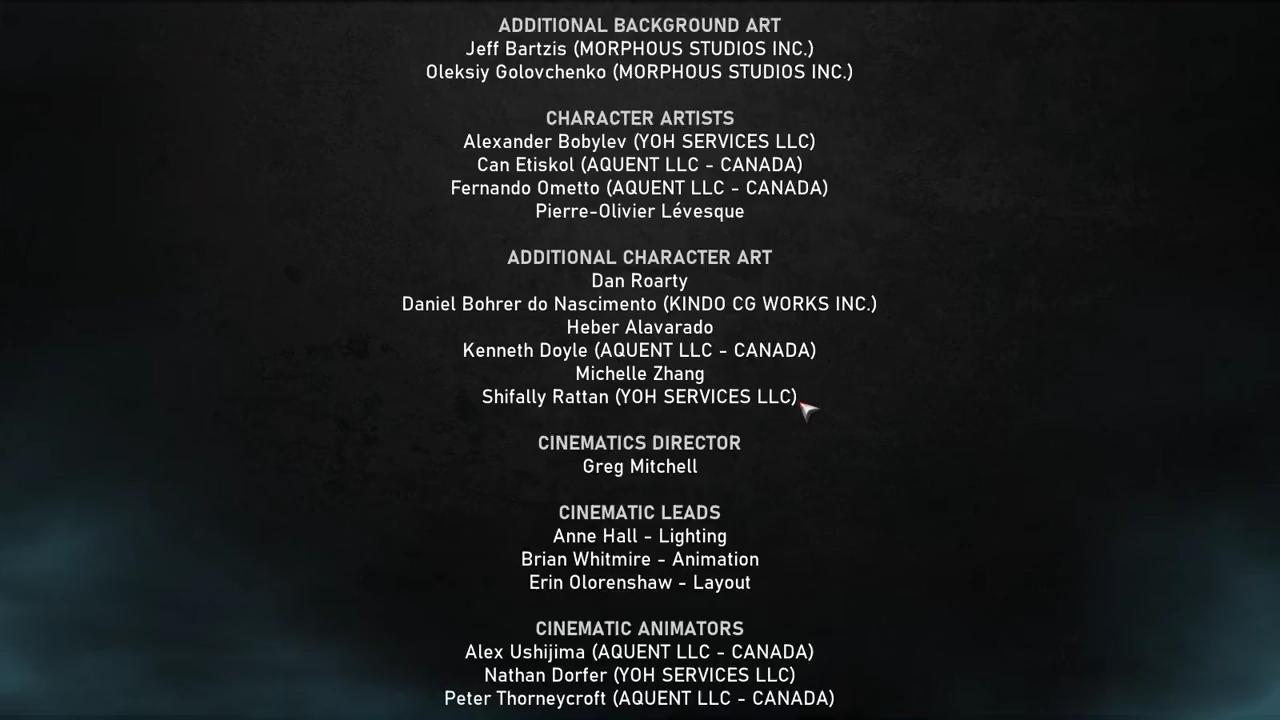 ADDITIONAL BACKGROUND ART
Jeff Bartzis (MORPHOUS STUDIOS INC.)
Oleksiy Golovchenko (MORPHOUS STUDIOS INC.)
CHARACTER ARTISTS
Alexander Bobylev (YOH SERVICES LLC)
Can Etiskol (AQUENT LLC - CANADA)
Fernando Ometto (AQUENT LLC - CANADA)
Pierre-Olivier Lévesque
ADDITIONAL CHARACTER ART
Dan Roarty
Daniel Bohrer do Nascimento (KINDO CG WORKS INC.)
Heber Alavarado
Kenneth Doyle (AQUENT LLC - CANADA)
Michelle Zhang
Shifally Rattan (YOH SERVICES LLC)
CINEMATICS DIRECTOR
Greg Mitchell
CINEMATIC LEADS
Anne Hall - Lighting
Brian Whitmire - Animation
Erin Olorenshaw - Layout
CINEMATIC ANIMATORS
Alex Ushijima (AQUENT LLC - CANADA)
Nathan Dorfer (YOH SERVICES LLC)
Peter Thorneycroft (AQUENT LLC - CANADA)